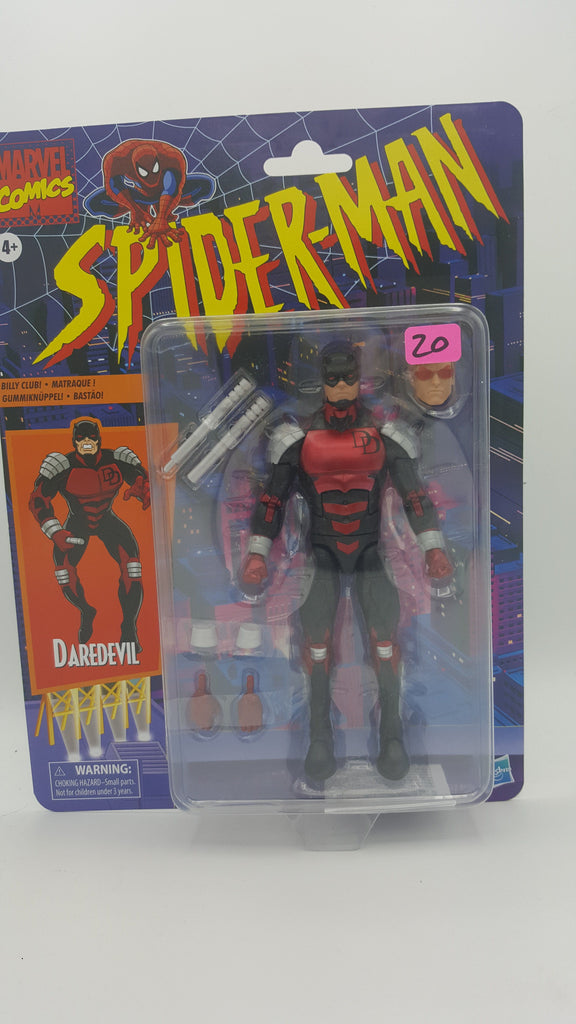 MARVEL
COMICS
SPIDER-MAN
4+
20
BILLY CLUB! • MATRAQUE !
GUMMIKNÜPPEL! • BASTÃO!
DD
DD
DAREDEVIL
WARNING:
CHOKING HAZARD–Small parts.
Not for children under 3 years.
Hasbro